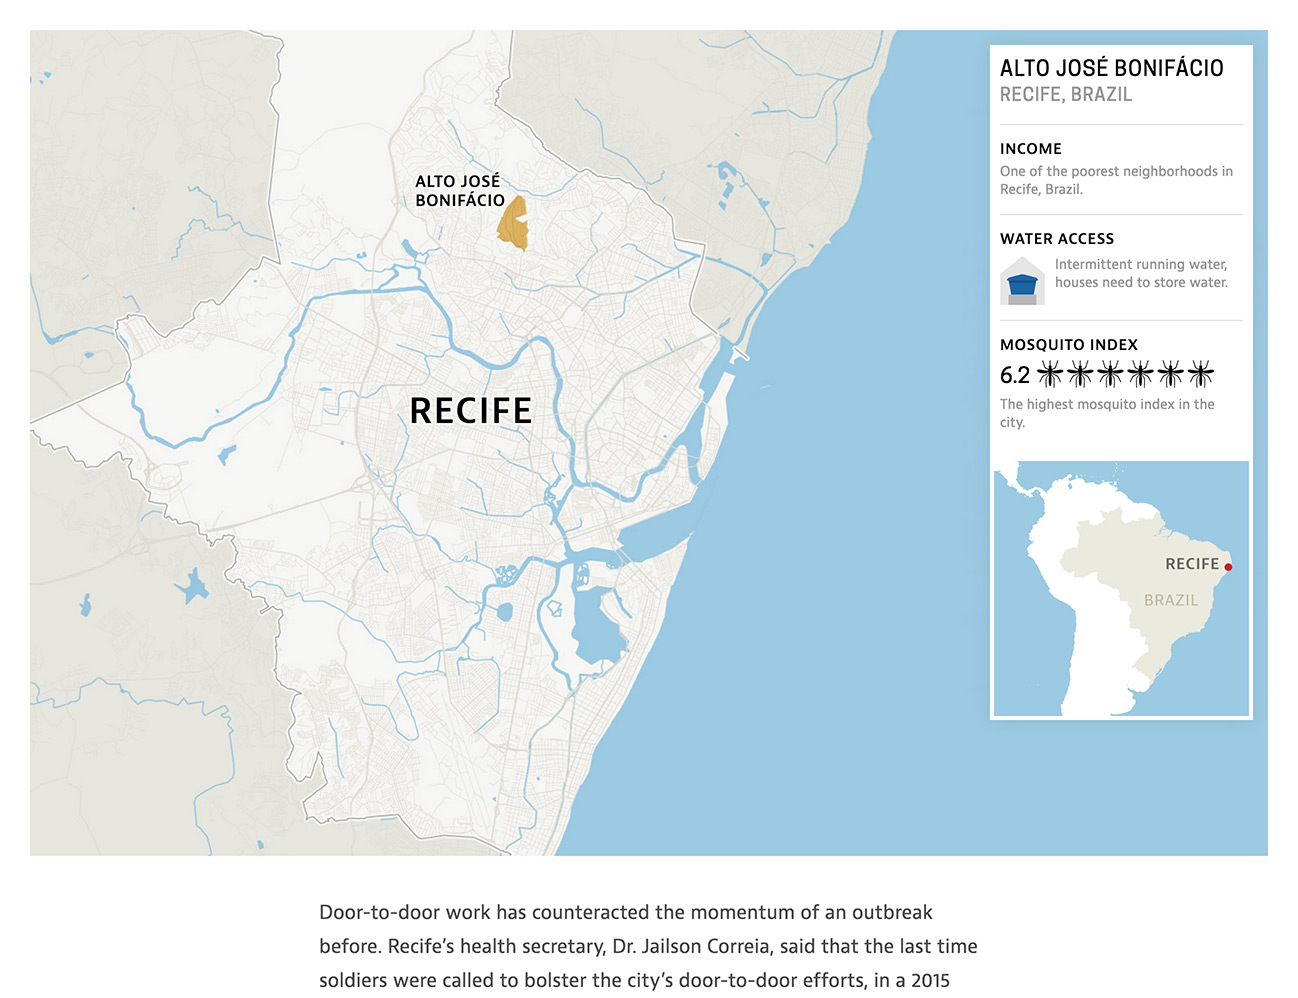 ALTO JOSÉ BONIFÁCIO
RECIFE, BRAZIL
INCOME
One of the poorest neighborhoods in
Recife, Brazil.
WATER ACCESS
Intermittent running water,
houses need to store water.
MOSQUITO INDEX
6.2
The highest mosquito index in the
city.
RECIFE
BRAZIL
ALTO JOSÉ
BONIFÁCIO
RECIFE
Door-to-door work has counteracted the momentum of an outbreak
before. Recife’s health secretary, Dr. Jailson Correia, said that the last time
soldiers were called to bolster the city’s door-to-door efforts, in a 2015